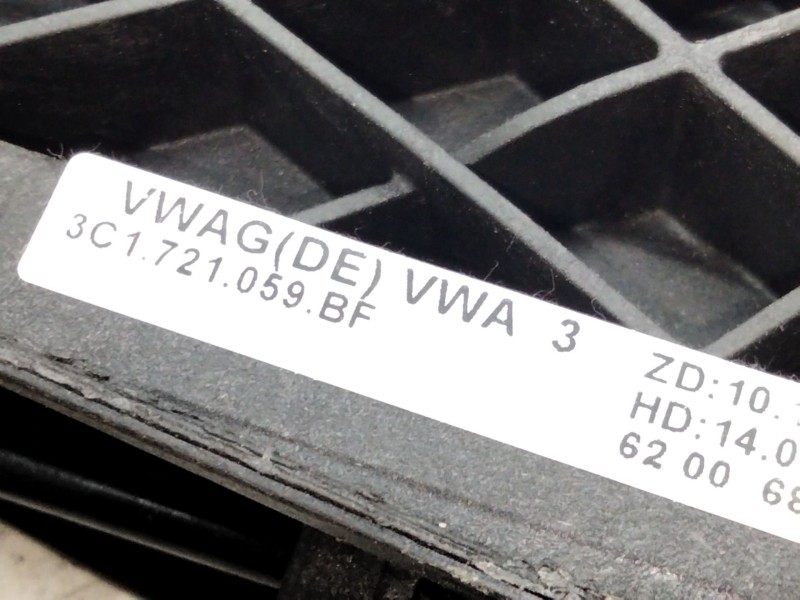 VWAG(DE) VWA 3
3C1.721.059.BF
ZD:10.
HD:14.0
62 00 68